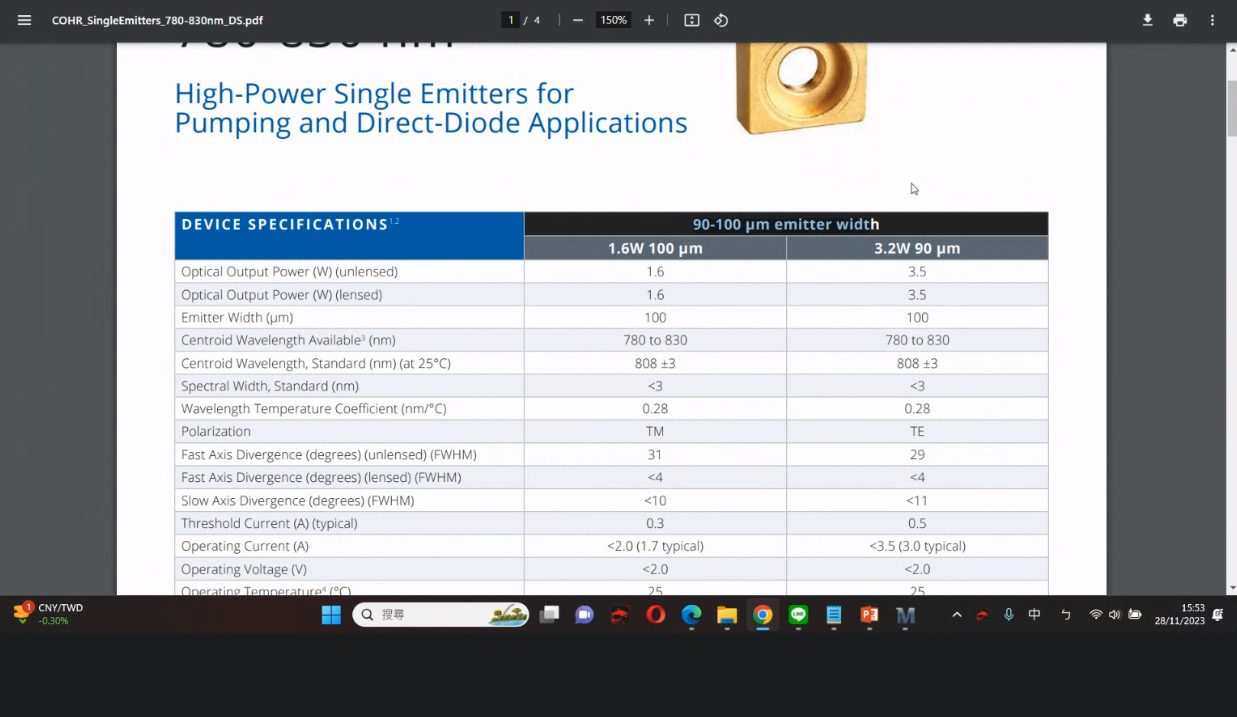 COHR_SingleEmitters_780-830nm_DS.pdf
1 / 4
150%
780-830 nm
High-Power Single Emitters for
Pumping and Direct-Diode Applications
DEVICE SPECIFICATIONS1,2
90-100 µm emitter width
1.6W 100 µm 3.2W 90 µm
Optical Output Power (W) (unlensed) 1.6 3.5
Optical Output Power (W) (lensed) 1.6 3.5
Emitter Width (µm) 100 100
Centroid Wavelength Available³ (nm) 780 to 830 780 to 830
Centroid Wavelength, Standard (nm) (at 25°C) 808 ±3 808 ±3
Spectral Width, Standard (nm) <3 <3
Wavelength Temperature Coefficient (nm/°C) 0.28 0.28
Polarization TM TE
Fast Axis Divergence (degrees) (unlensed) (FWHM) 31 29
Fast Axis Divergence (degrees) (lensed) (FWHM) <4 <4
Slow Axis Divergence (degrees) (FWHM) <10 <11
Threshold Current (A) (typical) 0.3 0.5
Operating Current (A) <2.0 (1.7 typical) <3.5 (3.0 typical)
Operating Voltage (V) <2.0 <2.0
Operating Temperature⁴ (°C) 25 25
1
CNY/TWD
-0.30%
搜尋
中
ㄣ
15:53
28/11/2023